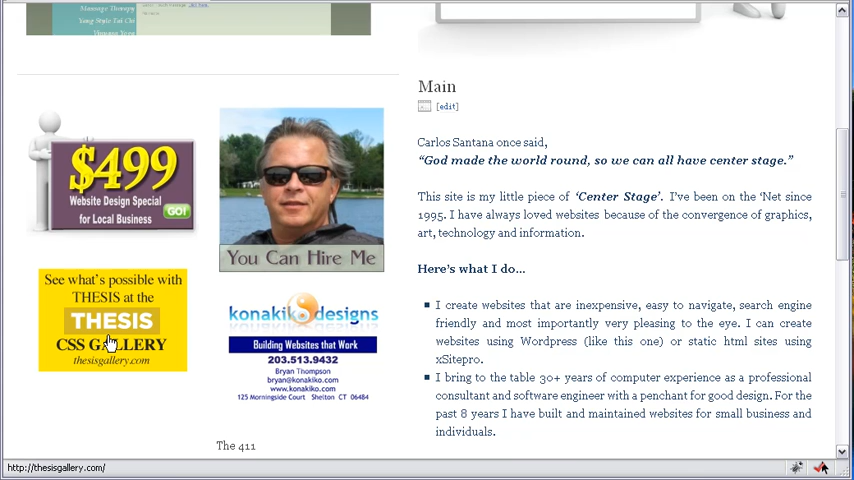 Message Therapy
Yang Style Tai Chi
Main
[edit]
$499
Website Design Special
for Local Business
GO!
You Can Hire Me
See what's possible with
THESIS at the
THESIS
CSS GALLERY
thesisgallery.com
konakikodesigns
Building Websites that Work
203.513.9432
Bryan Thompson
bryan@konakiko.com
www.konakiko.com
125 Morningside Court Shelton CT 06484
The 411
Carlos Santana once said,
“God made the world round, so we can all have center stage.”
This site is my little piece of ‘Center Stage’. I’ve been on the ‘Net since
1995. I have always loved websites because of the convergence of graphics,
art, technology and information.
Here’s what I do…
I create websites that are inexpensive, easy to navigate, search engine
friendly and most importantly very pleasing to the eye. I can create
websites using Wordpress (like this one) or static html sites using
xSitepro.
I bring to the table 30+ years of computer experience as a professional
consultant and software engineer with a penchant for good design. For the
past 8 years I have built and maintained websites for small business and
individuals.
http://thesisgallery.com/